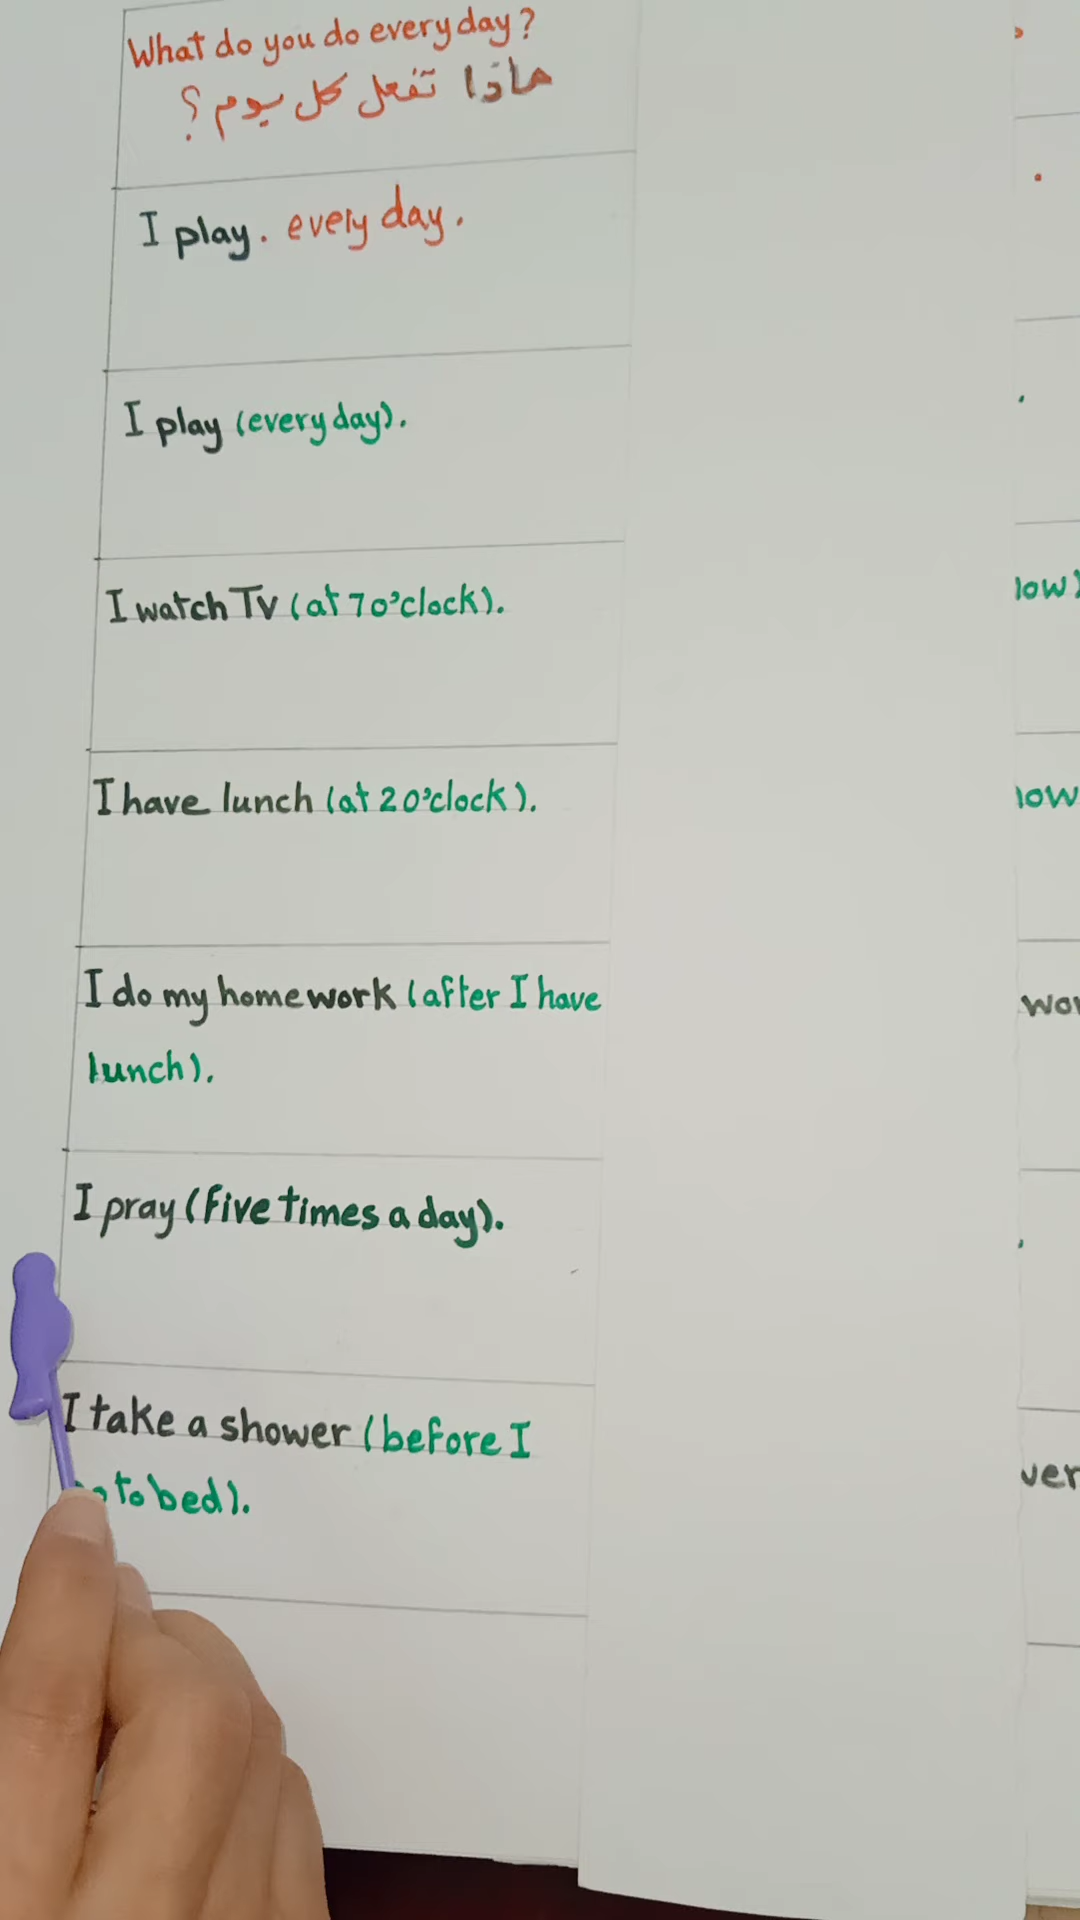 What do you do every day?
ماذا تفعل كل يوم؟
I play. every day.
I play (every day).
I watch Tv (at 7 o'clock).
I have lunch (at 2 o'clock).
I do my homework (after I have
lunch).
I pray (five times a day).
I take a shower (before I
to bed).
low)
low
wor
ver